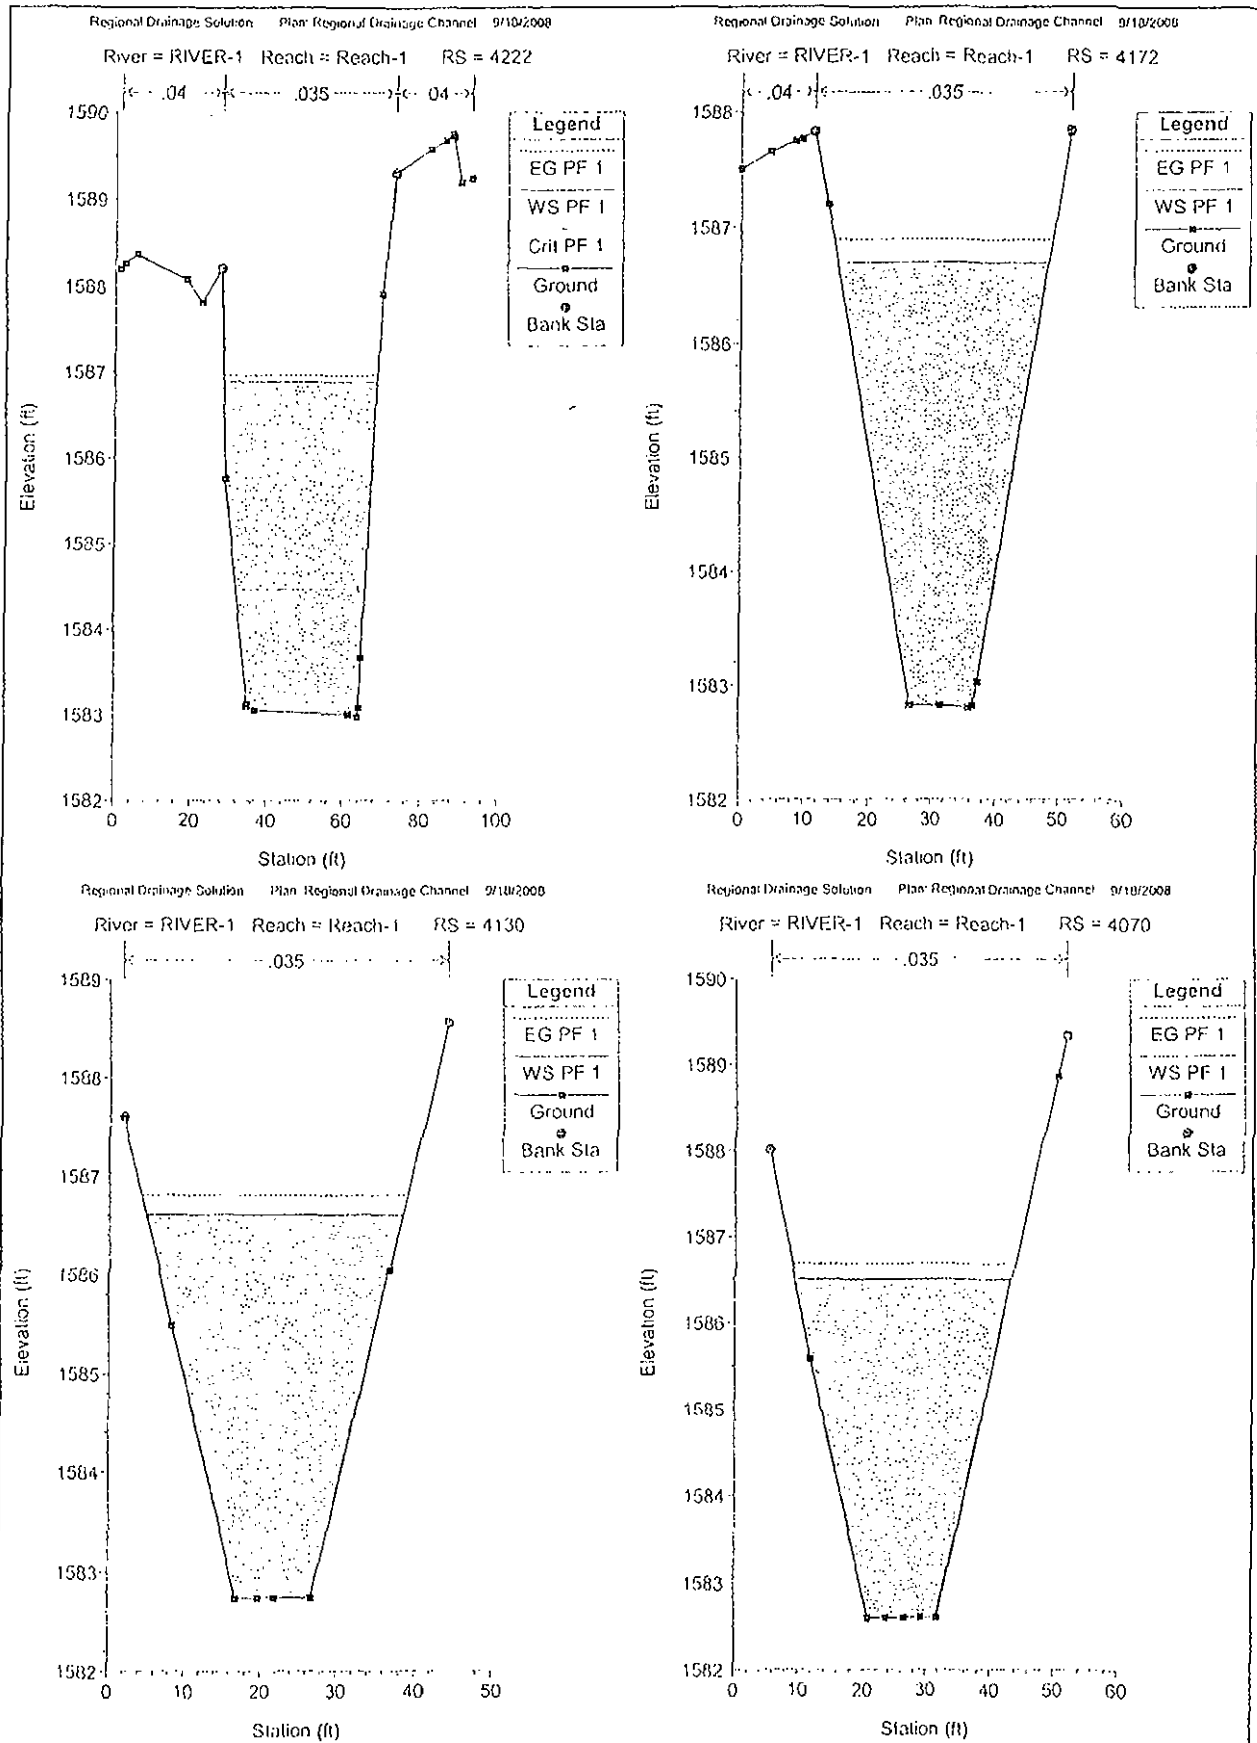 Regional Drainage Solution Plan: Regional Drainage Channel 9/18/2008
River = RIVER-1 Reach = Reach-1 RS = 4222
.04 .035 .04
1590
1589
1588
1587
1586
1585
1584
1583
1582
Elevation (ft)
0 20 40 60 80 100
Station (ft)
Legend
EG PF 1
WS PF 1
Crit PF 1
Ground
Bank Sta
Regional Drainage Solution Plan: Regional Drainage Channel 9/18/2008
River = RIVER-1 Reach = Reach-1 RS = 4172
.04 .035
1588
1587
1586
1585
1584
1583
1582
Elevation (ft)
0 10 20 30 40 50 60
Station (ft)
Legend
EG PF 1
WS PF 1
Ground
Bank Sta
Regional Drainage Solution Plan: Regional Drainage Channel 9/18/2008
River = RIVER-1 Reach = Reach-1 RS = 4130
.035
1589
1588
1587
1586
1585
1584
1583
1582
Elevation (ft)
0 10 20 30 40 50
Station (ft)
Legend
EG PF 1
WS PF 1
Ground
Bank Sta
Regional Drainage Solution Plan: Regional Drainage Channel 9/18/2008
River = RIVER-1 Reach = Reach-1 RS = 4070
.035
1590
1589
1588
1587
1586
1585
1584
1583
1582
Elevation (ft)
0 10 20 30 40 50 60
Station (ft)
Legend
EG PF 1
WS PF 1
Ground
Bank Sta